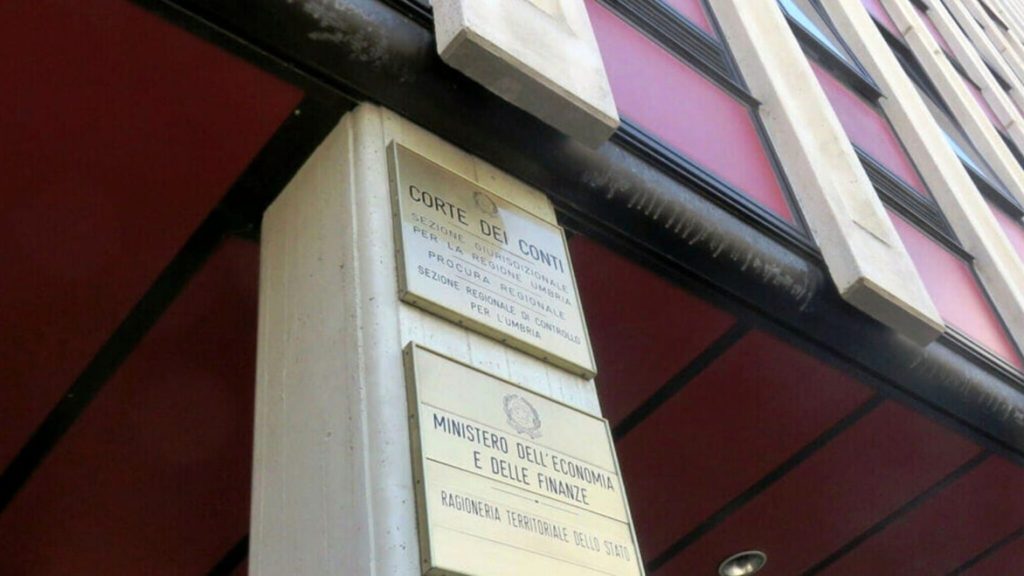 CORTE DEI CONTI
SEZIONE GIURISDIZIONALE
PER LA REGIONE UMBRIA
PROCURA REGIONALE
SEZIONE REGIONALE DI CONTROLLO
PER L'UMBRIA
MINISTERO DELL'ECONOMIA
E DELLE FINANZE
RAGIONERIA TERRITORIALE DELLO STATO